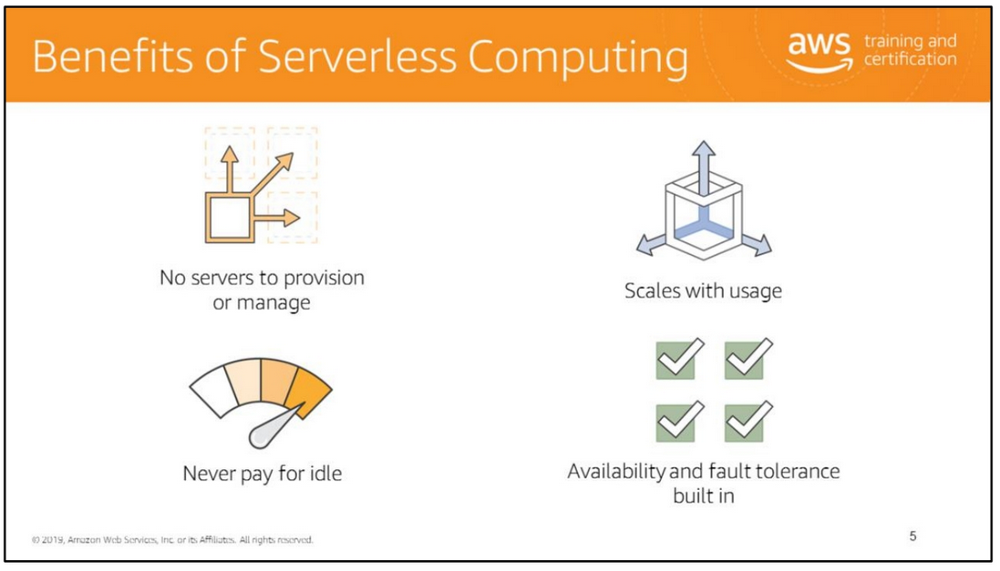 Benefits of Serverless Computing
aws training and
certification
No servers to provision
or manage
Scales with usage
Never pay for idle
Availability and fault tolerance
built in
© 2019, Amazon Web Services, Inc. or its Affiliates. All rights reserved.
5